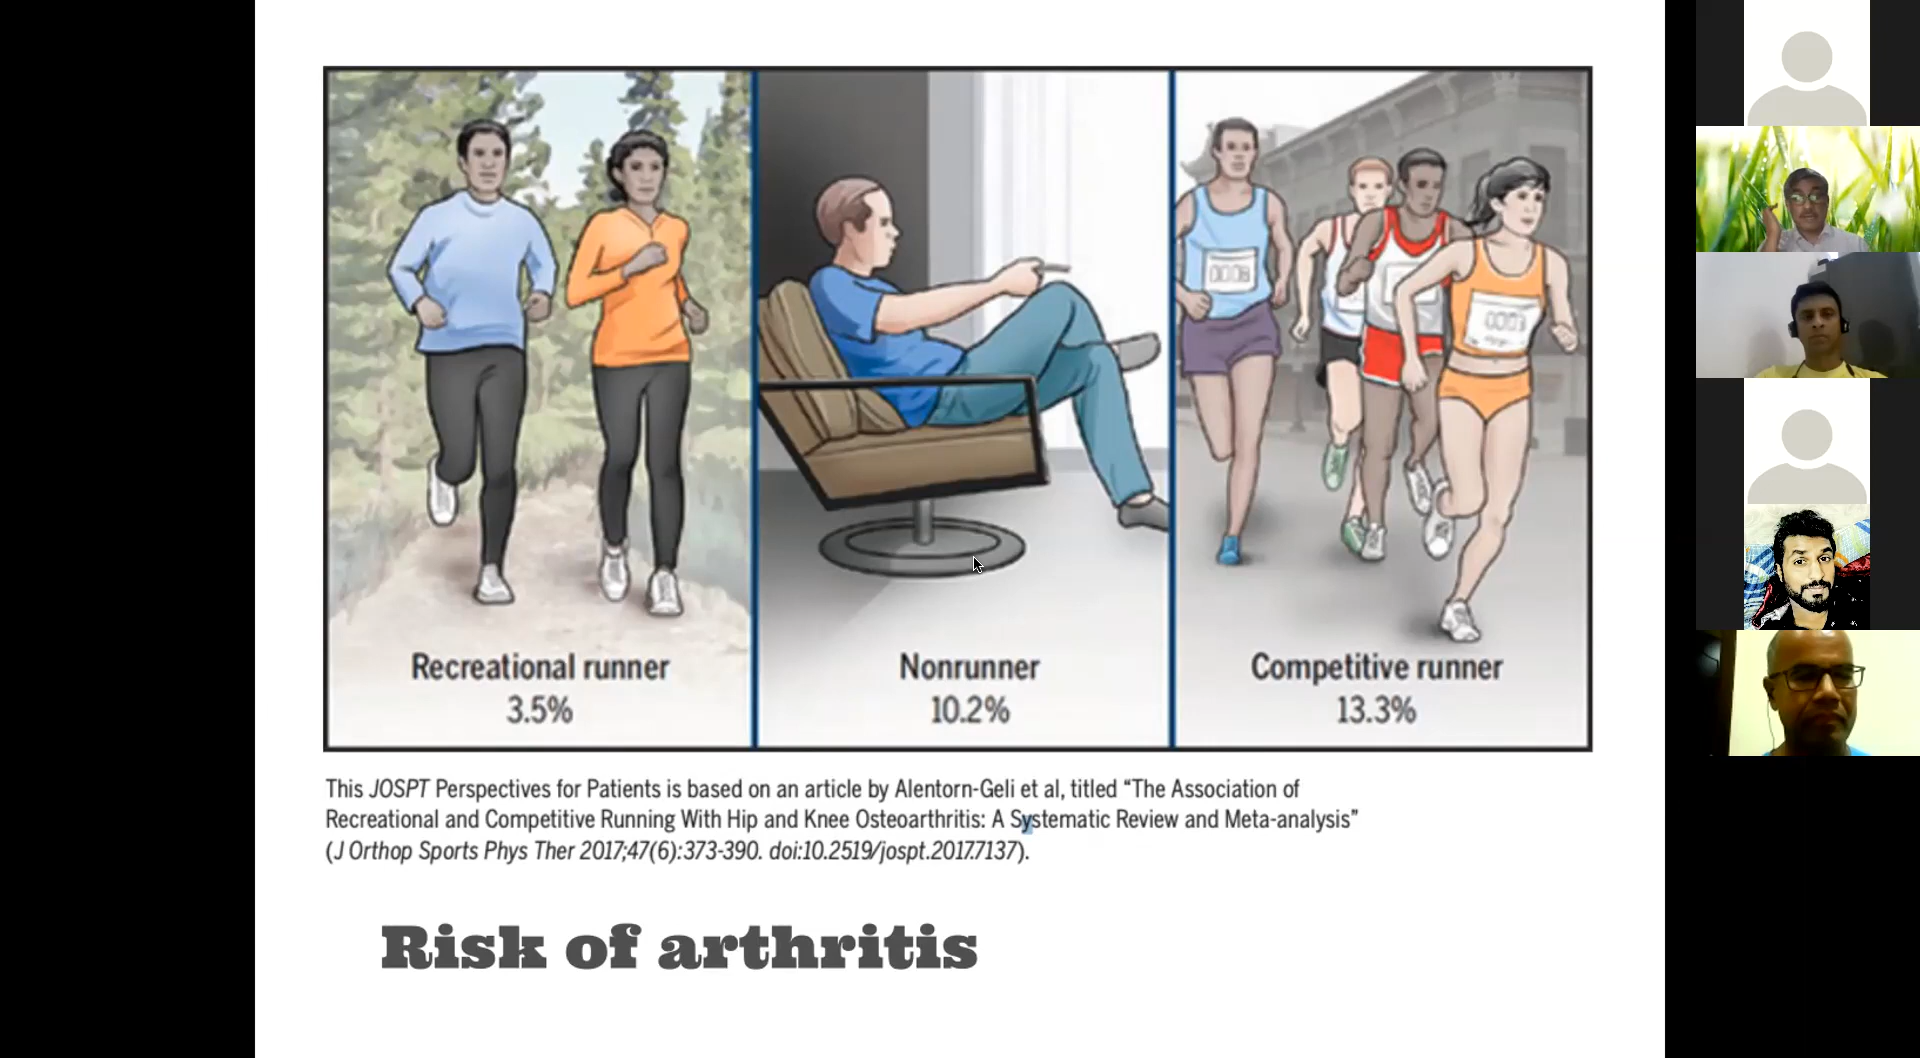 0008
0003
Recreational runner
3.5%
Nonrunner
10.2%
Competitive runner
13.3%
This JOSPT Perspectives for Patients is based on an article by Alentorn-Geli et al, titled “The Association of
Recreational and Competitive Running With Hip and Knee Osteoarthritis: A Systematic Review and Meta-analysis”
(J Orthop Sports Phys Ther 2017;47(6):373-390. doi:10.2519/jospt.2017.7137).
Risk of arthritis